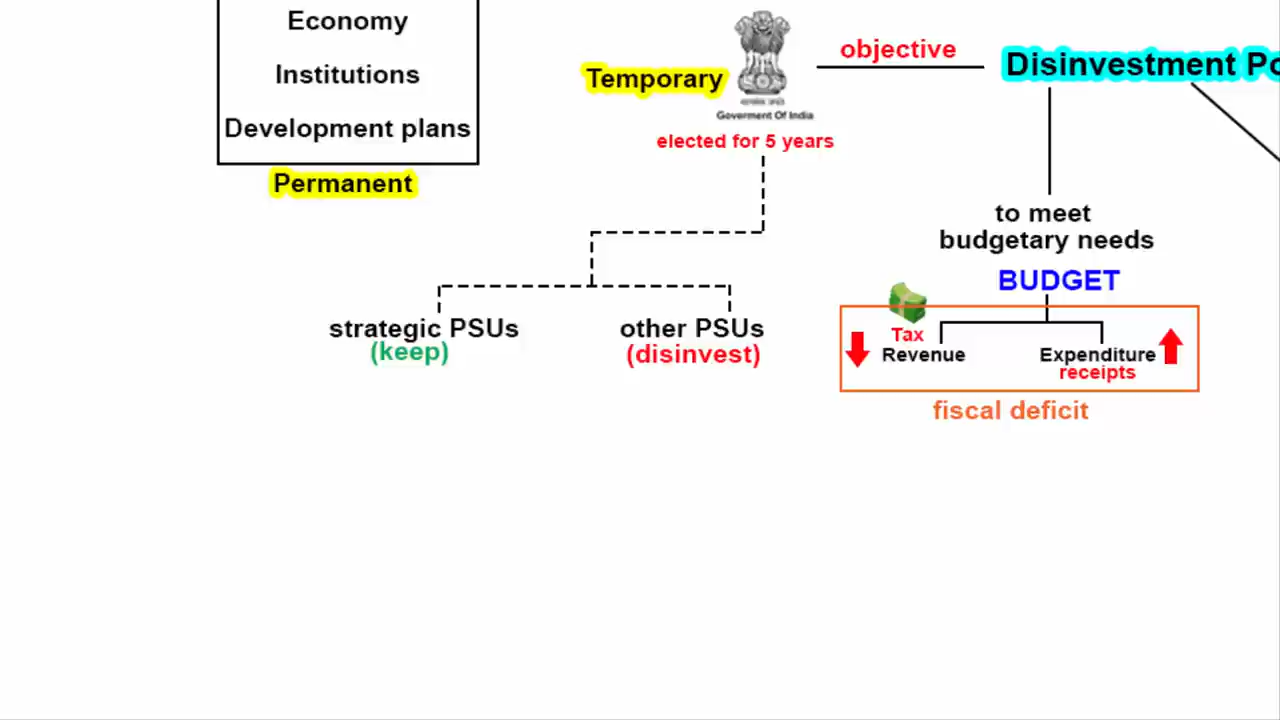 Economy
Institutions
Development plans
Permanent
Temporary
Goverment Of India
elected for 5 years
objective
Disinvestment Po
to meet
budgetary needs
BUDGET
Tax
Revenue
Expenditure
receipts
fiscal deficit
strategic PSUs
(keep)
other PSUs
(disinvest)